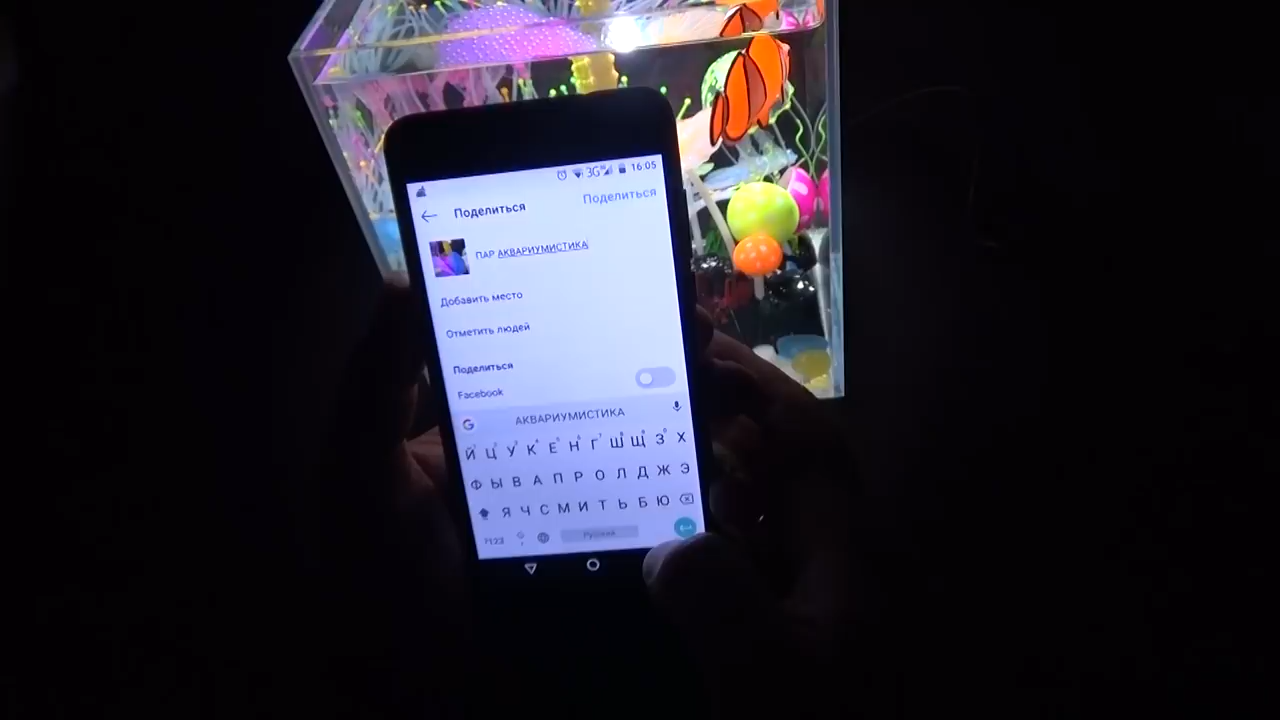 3G 16:05
Поделиться Поделиться
ПАР АКВАРИУМИСТИКА
Добавить место
Отметить людей
Поделиться
Facebook
G АКВАРИУМИСТИКА
Й Ц У К Е Н Г Ш Щ З Х
Ф Ы В А П Р О Л Д Ж Э
Я Ч С М И Т Ь Б Ю
?123 , Русский